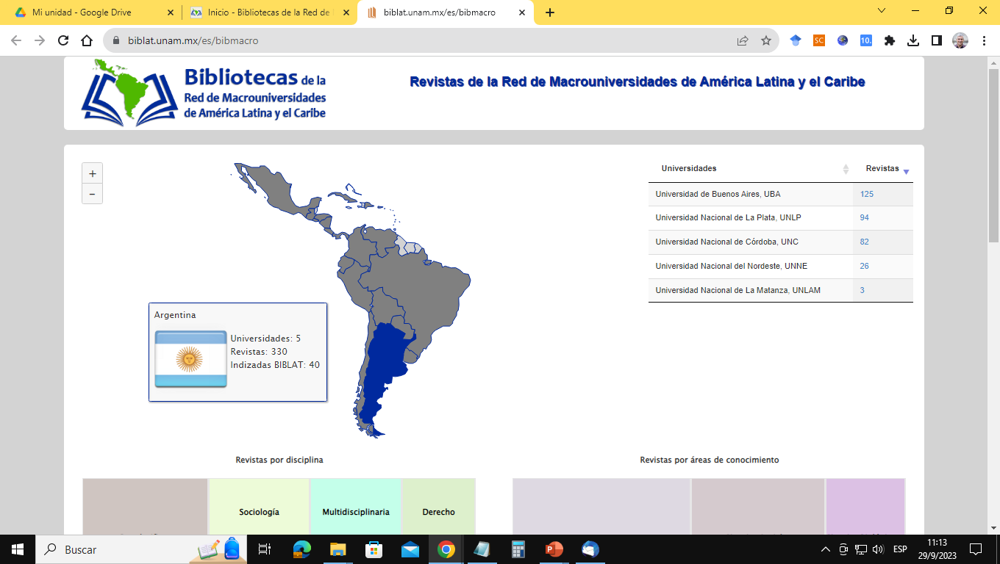 Mi unidad - Google Drive
Inicio - Bibliotecas de la Red de
biblat.unam.mx/es/bibmacro
biblat.unam.mx/es/bibmacro
SC
10.
Bibliotecas de la
Red de Macrouniversidades
de América Latina y el Caribe
Revistas de la Red de Macrouniversidades de América Latina y el Caribe
+
-
Universidades Revistas
Universidad de Buenos Aires, UBA 125
Universidad Nacional de La Plata, UNLP 94
Universidad Nacional de Córdoba, UNC 82
Universidad Nacional del Nordeste, UNNE 26
Universidad Nacional de La Matanza, UNLAM 3
Argentina
Universidades: 5
Revistas: 330
Indizadas BIBLAT: 40
Revistas por disciplina
Revistas por áreas de conocimiento
Sociología
Multidisciplinaria
Derecho
Buscar
ESP
11:13
29/9/2023